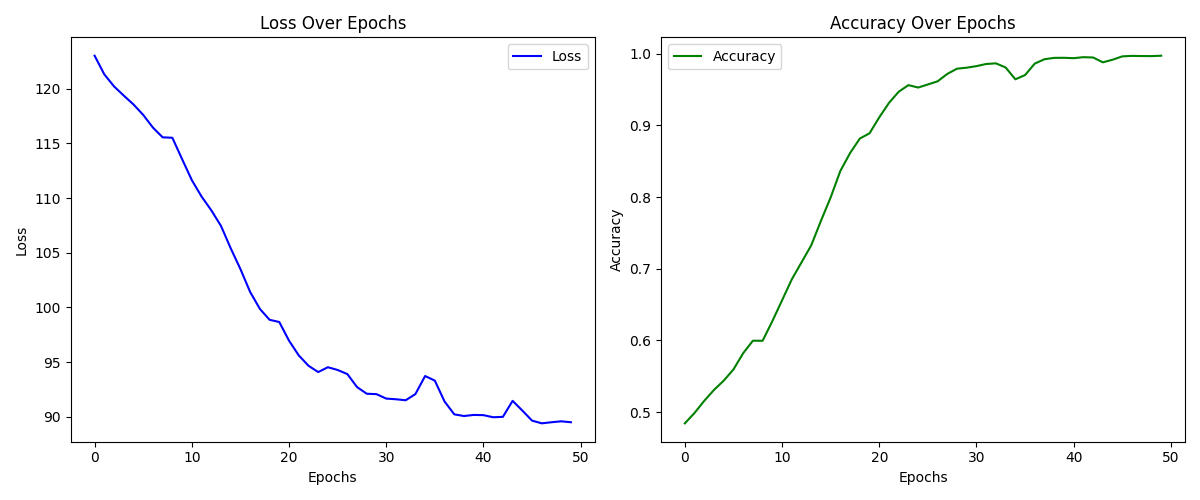 Loss Over Epochs
Loss
120
115
110
105
100
95
90
Loss
0 10 20 30 40 50
Epochs
Accuracy Over Epochs
Accuracy
1.0
0.9
0.8
0.7
0.6
0.5
Accuracy
0 10 20 30 40 50
Epochs